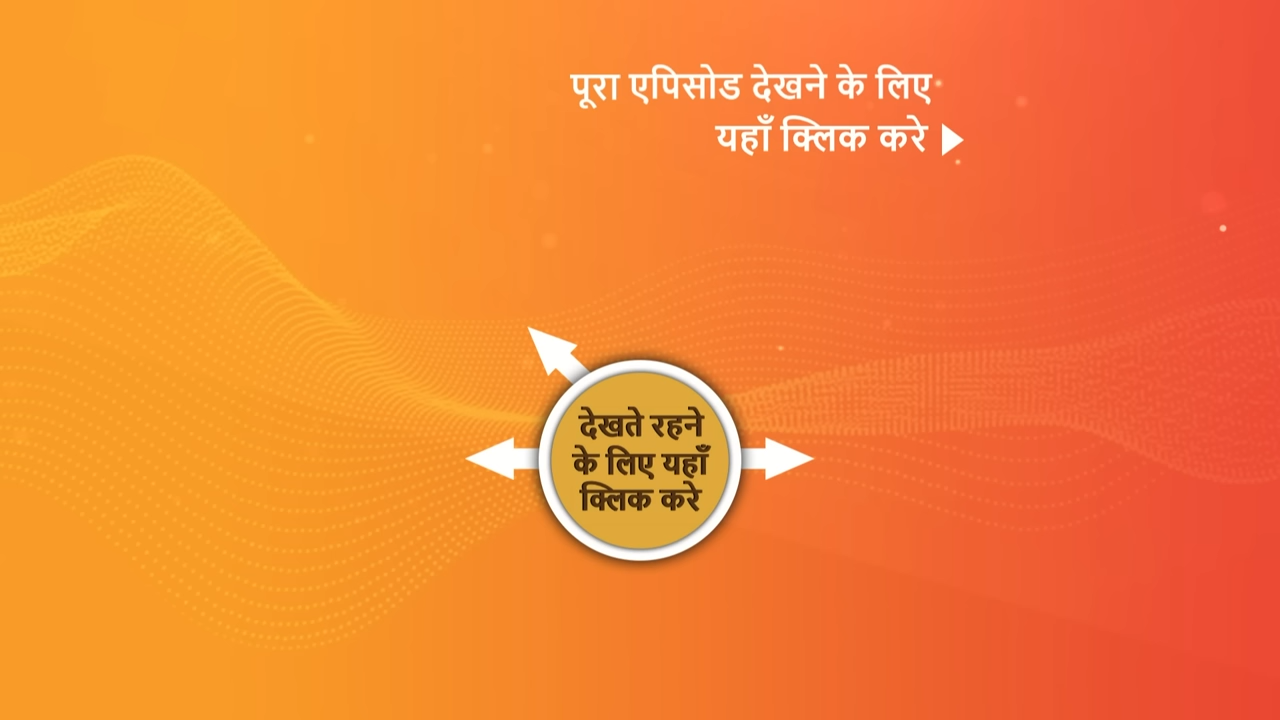 पूरा एपिसोड देखने के लिए
यहाँ क्लिक करे
देखते रहने
के लिए यहाँ
क्लिक करे